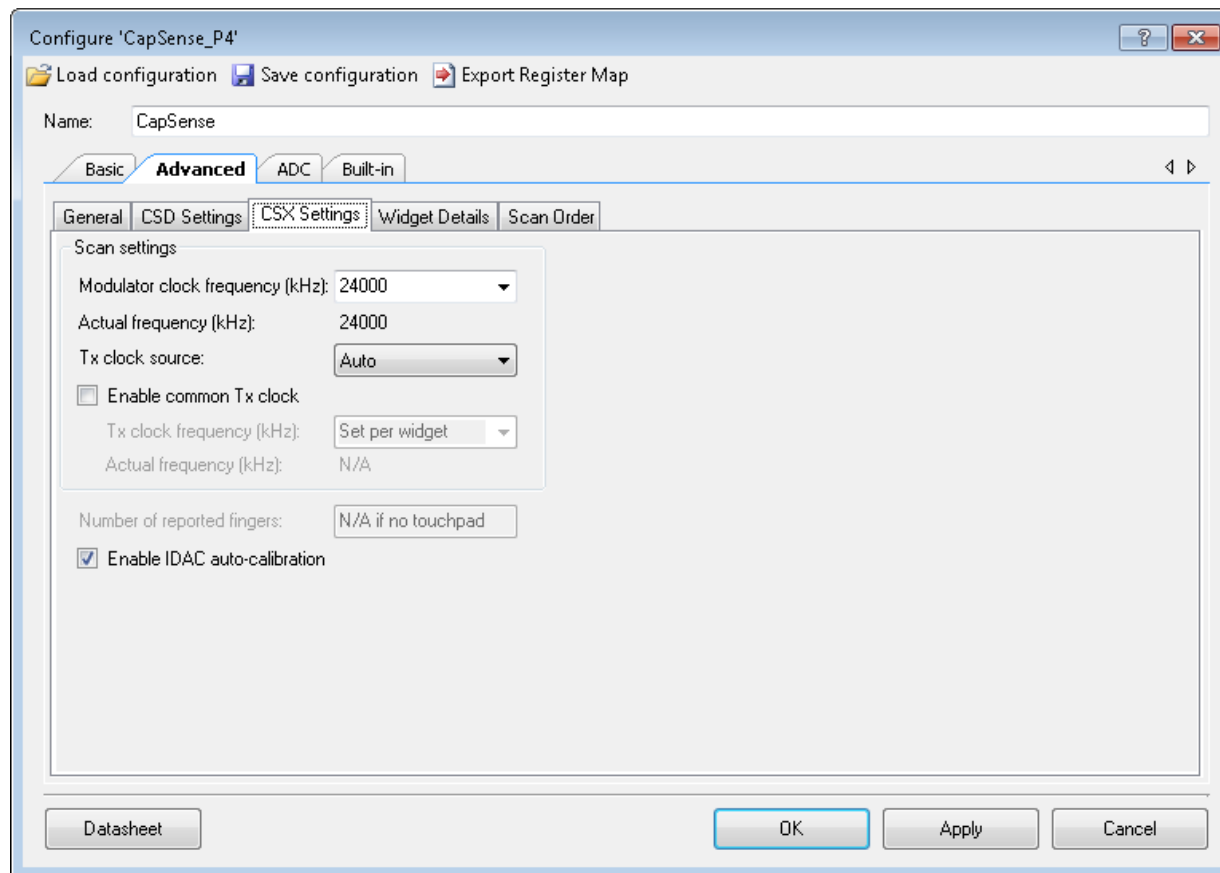 Configure 'CapSense_P4'
Load configuration Save configuration Export Register Map
Name: CapSense
Basic Advanced ADC Built-in
General CSD Settings CSX Settings Widget Details Scan Order
Scan settings
Modulator clock frequency (kHz): 24000
Actual frequency (kHz): 24000
Tx clock source: Auto
Enable common Tx clock
Tx clock frequency (kHz): Set per widget
Actual frequency (kHz): N/A
Number of reported fingers: N/A if no touchpad
Enable IDAC auto-calibration
Datasheet OK Apply Cancel